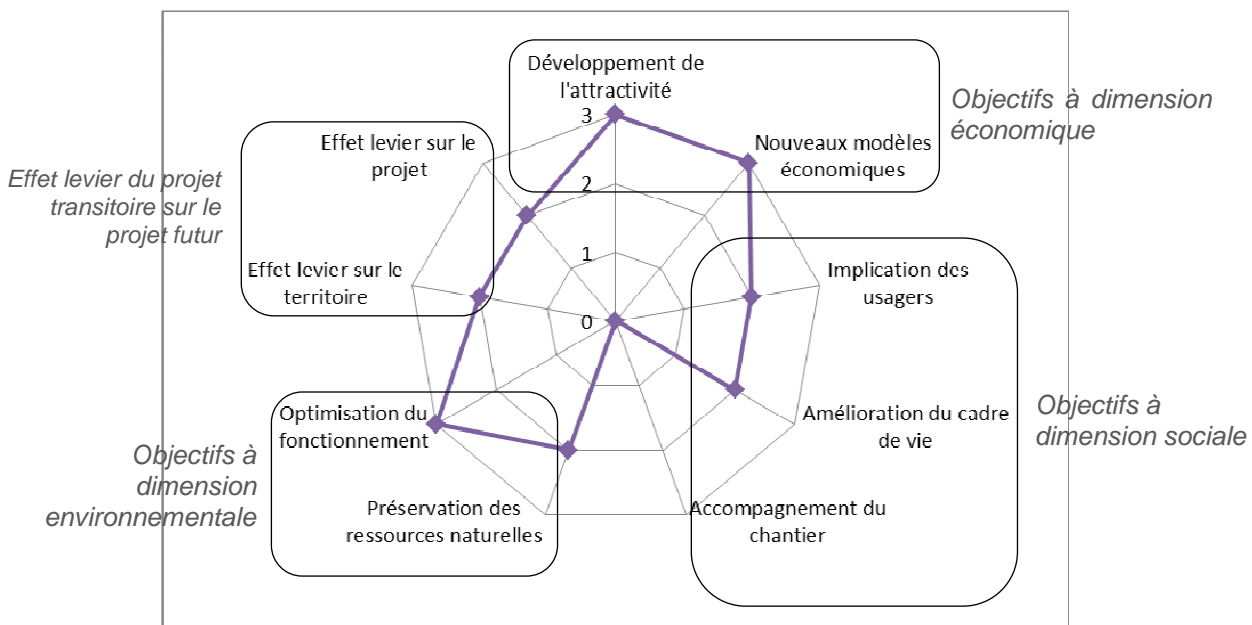 Développement de
l'attractivité
Objectifs à dimension
économique
3
Effet levier sur le
projet
Nouveaux modèles
économiques
Effet levier du projet
transitoire sur le
projet futur
2
1
Effet levier sur le
territoire
Implication des
usagers
0
Optimisation du
fonctionnement
Amélioration du cadre
de vie
Objectifs à
dimension sociale
Objectifs à
dimension
environnementale
Préservation des
ressources naturelles
Accompagnement du
chantier